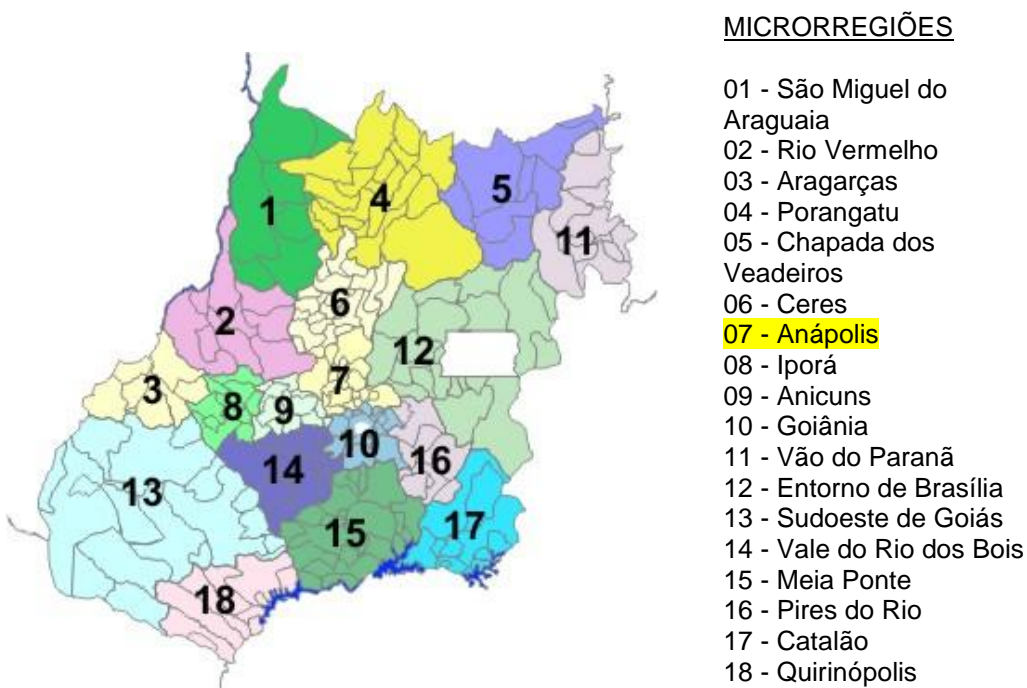 MICRORREGIÕES
01 - São Miguel do
Araguaia
02 - Rio Vermelho
03 - Aragarças
04 - Porangatu
05 - Chapada dos
Veadeiros
06 - Ceres
07 - Anápolis
08 - Iporá
09 - Anicuns
10 - Goiânia
11 - Vão do Paranã
12 - Entorno de Brasília
13 - Sudoeste de Goiás
14 - Vale do Rio dos Bois
15 - Meia Ponte
16 - Pires do Rio
17 - Catalão
18 - Quirinópolis
1
4
5
11
6
2
12
3
7
8
9
10
16
14
13
15
17
18